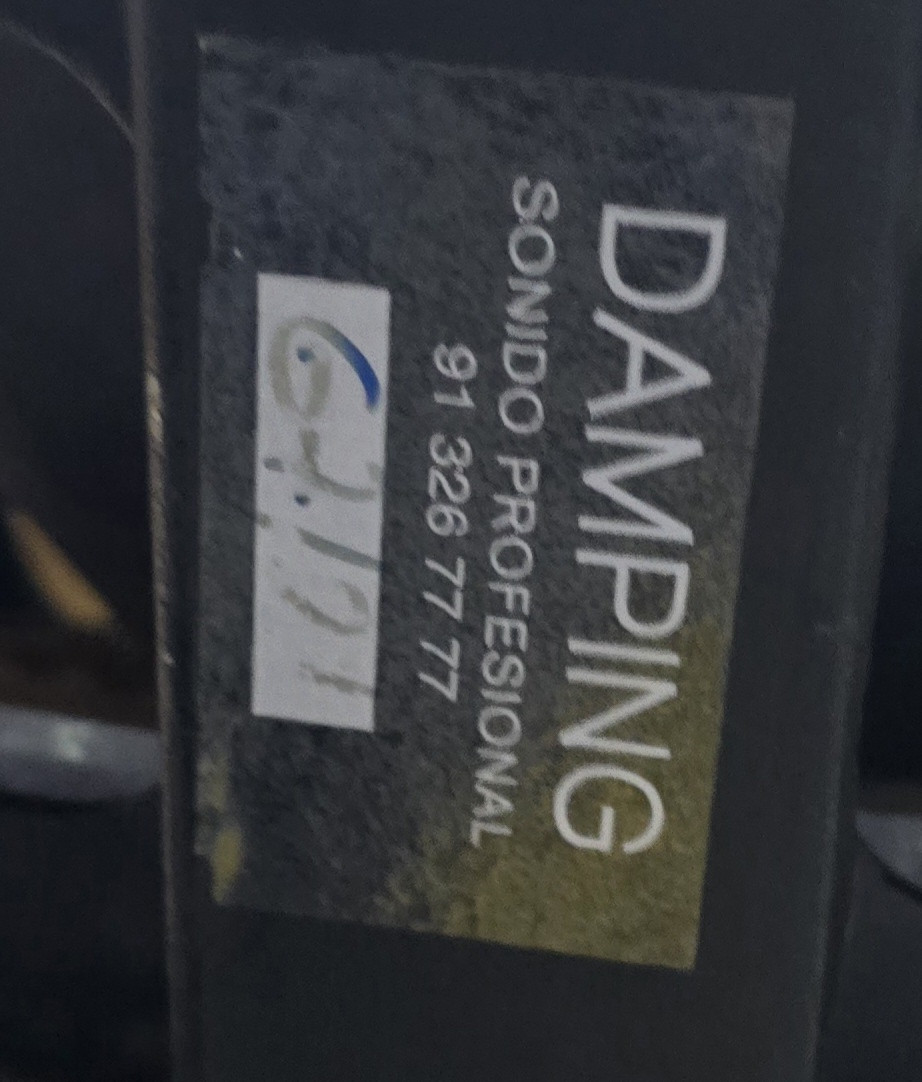 DAMPING
SONIDO PROFESIONAL
91 326 77 77